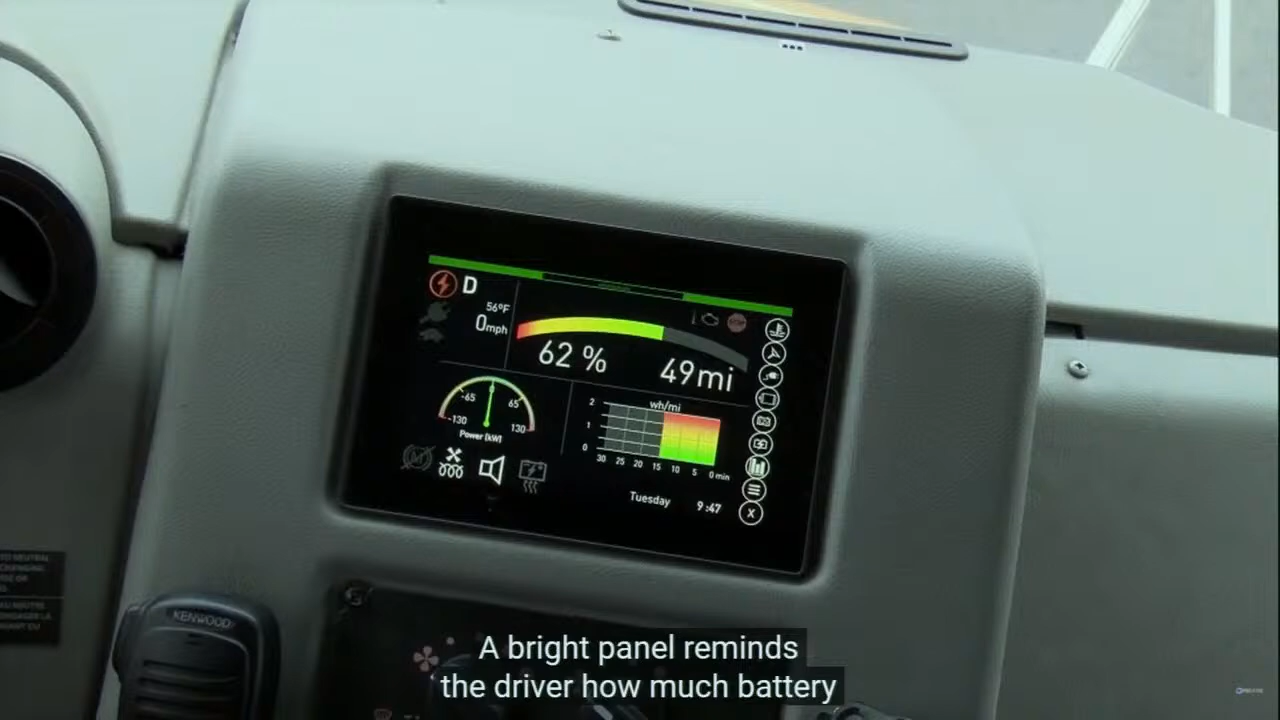 D
56°F
0mph
62 %
49mi
-65
65
-130
130
Power (kW)
wh/mi
2
1
0
30 25 20 15 10 5 0 min
Tuesday
9:47
X
KENWOOD
A bright panel reminds
the driver how much battery